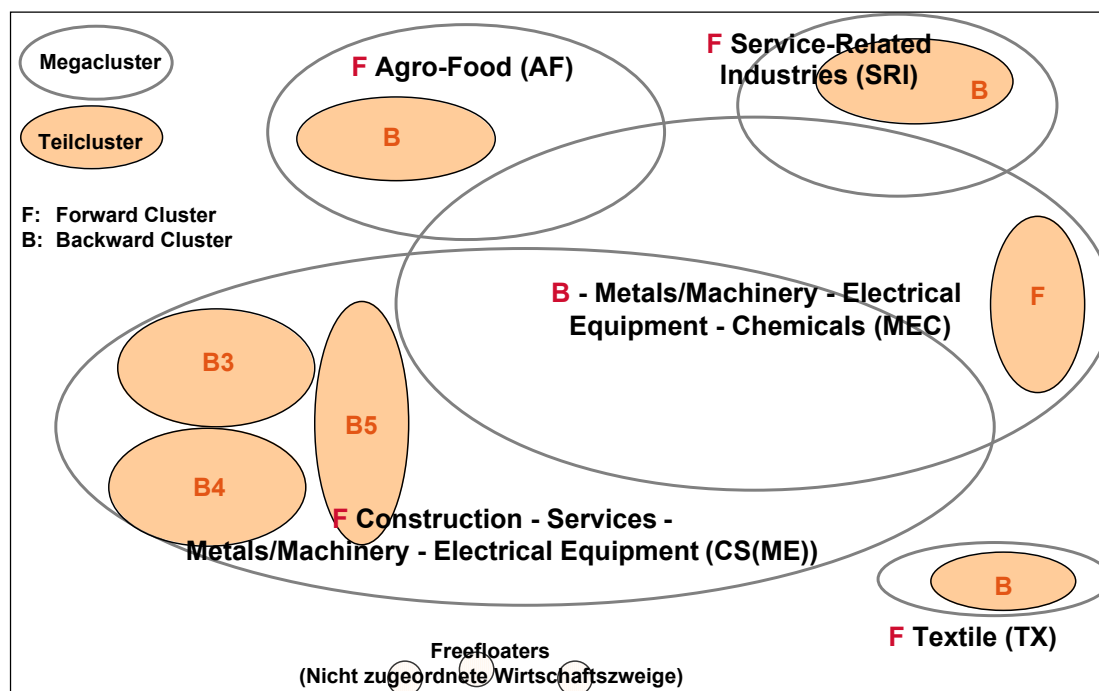 Megacluster
Teilcluster
F: Forward Cluster
B: Backward Cluster
F Agro-Food (AF)
B
F Service-Related
Industries (SRI)
B
B - Metals/Machinery - Electrical
Equipment - Chemicals (MEC)
F
B3
B5
B4
F Construction - Services -
Metals/Machinery - Electrical Equipment (CS(ME))
B
F Textile (TX)
Freefloaters
(Nicht zugeordnete Wirtschaftszweige)